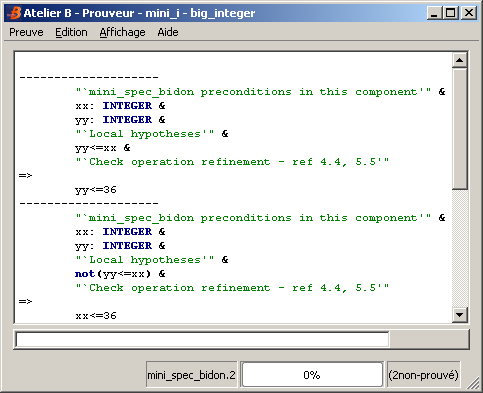 Atelier B - Prouveur - mini_i - big_integer
Preuve Edition Affichage Aide
--------------------
"`mini_spec_bidon preconditions in this component'" &
xx: INTEGER &
yy: INTEGER &
"`Local hypotheses'" &
yy<=xx &
"`Check operation refinement - ref 4.4, 5.5'"
=>
yy<=36
--------------------
"`mini_spec_bidon preconditions in this component'" &
xx: INTEGER &
yy: INTEGER &
"`Local hypotheses'" &
not(yy<=xx) &
"`Check operation refinement - ref 4.4, 5.5'"
=>
xx<=36
mini_spec_bidon.2 0% (2non-prouvé)